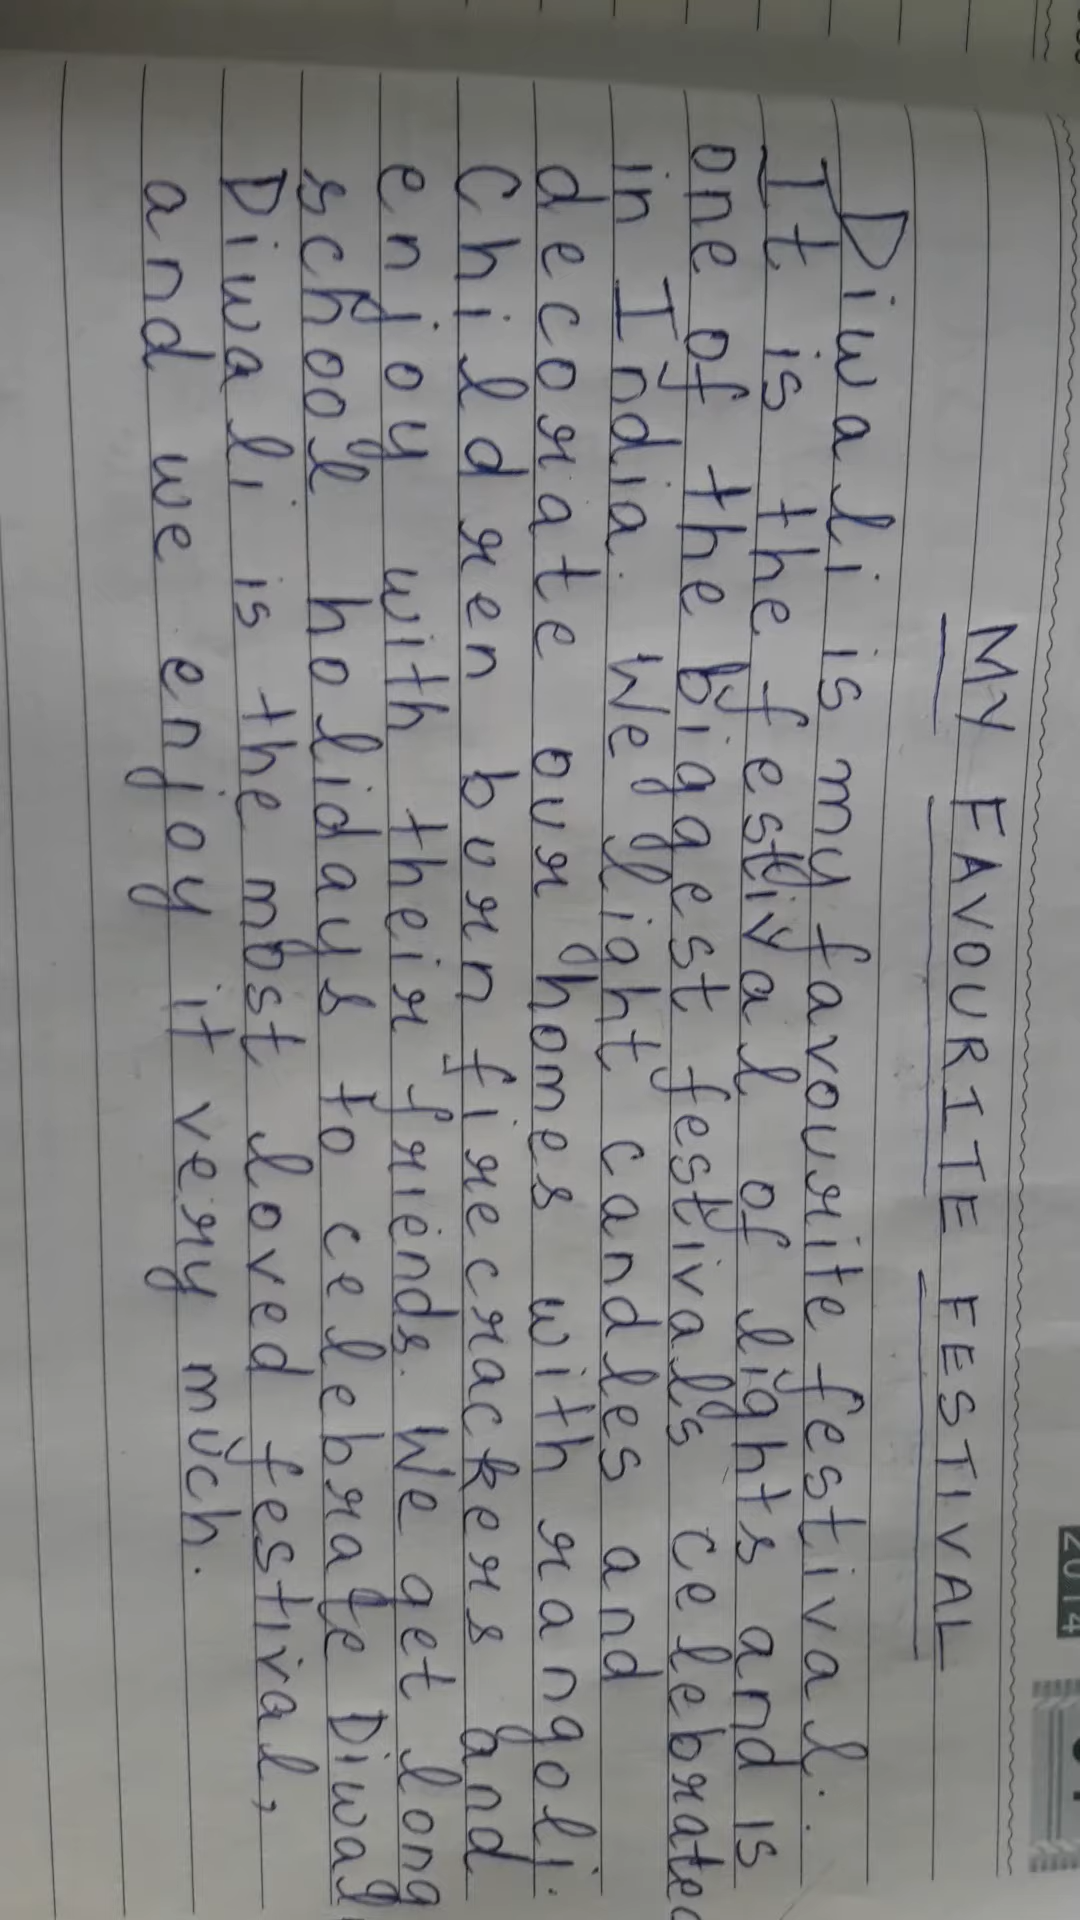 2014
MY FAVOURITE FESTIVAL
Diwali is my favourite festival.
It is the festival of lights and is
one of the biggest festivals celebrated
in India. We light candles and
decorate our homes with rangoli.
Children burn firecrackers and
enjoy with their friends. We get long
school holidays to celebrate Diwali
Diwali is the most loved festival,
and we enjoy it very much.